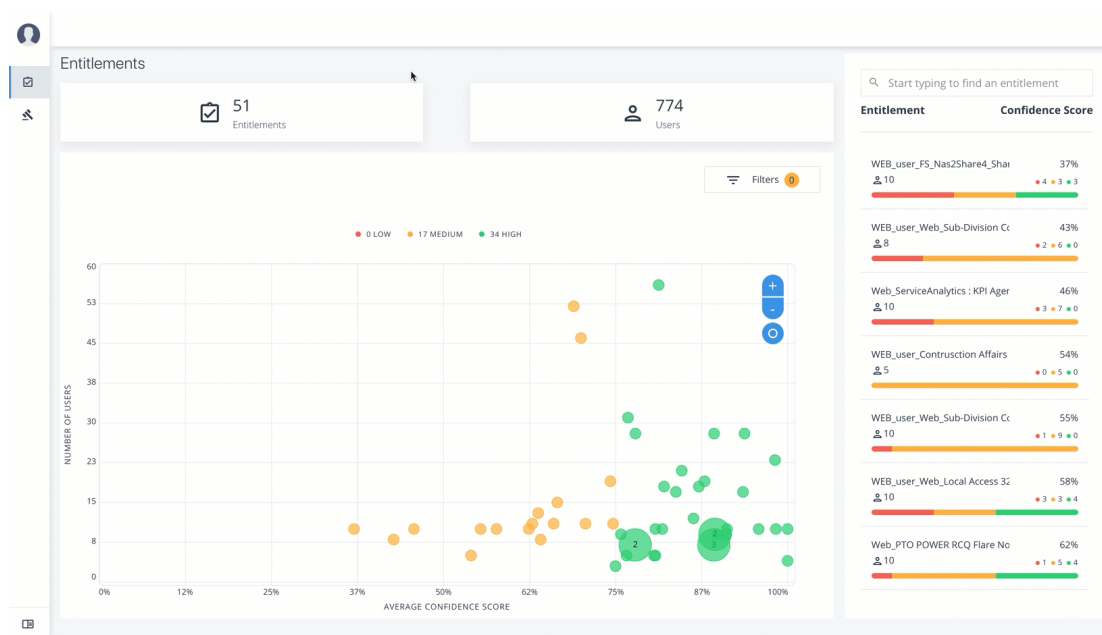 Entitlements
51
Entitlements
774
Users
Filters 0
0 LOW 17 MEDIUM 34 HIGH
60
53
45
38
30
23
15
8
0
NUMBER OF USERS
+
-
2
2
3
0% 12% 25% 37% 50% 62% 75% 87% 100%
AVERAGE CONFIDENCE SCORE
Start typing to find an entitlement
Entitlement Confidence Score
WEB_user_FS_Nas2Share4_Shar 37%
10 4 3 3
WEB_user_Web_Sub-Division Cc 43%
8 2 6 0
Web_ServiceAnalytics : KPI Ager 46%
10 3 7 0
WEB_user_Contrusction Affairs 54%
5 0 5 0
WEB_user_Web_Sub-Division Cc 55%
10 1 9 0
WEB_user_Web_Local Access 32 58%
10 3 3 4
Web_PTO POWER RCQ Flare No 62%
10 1 5 4